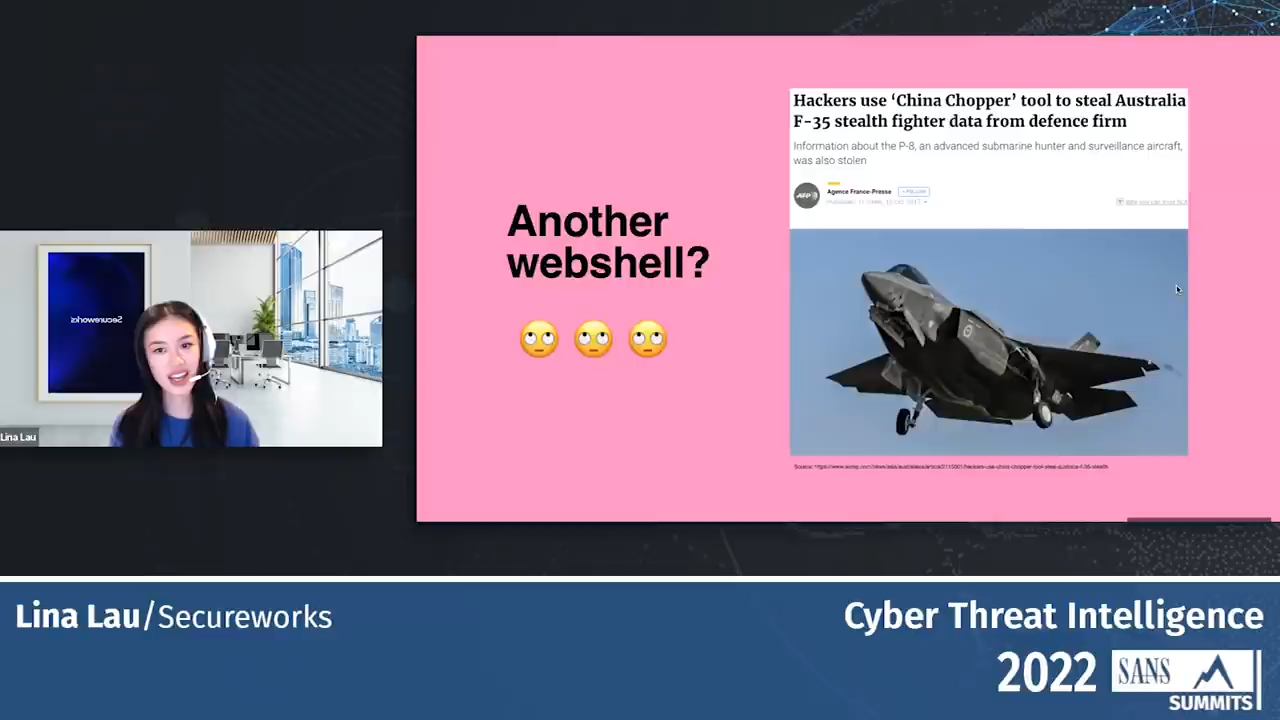 Hackers use ‘China Chopper’ tool to steal Australia
F-35 stealth fighter data from defence firm
Information about the P-8, an advanced submarine hunter and surveillance aircraft,
was also stolen
AFP
Agence France-Presse
+ FOLLOW
Another
webshell?
Secureworks
Lina Lau
Lina Lau/Secureworks
Cyber Threat Intelligence
2022
SANS
SUMMITS